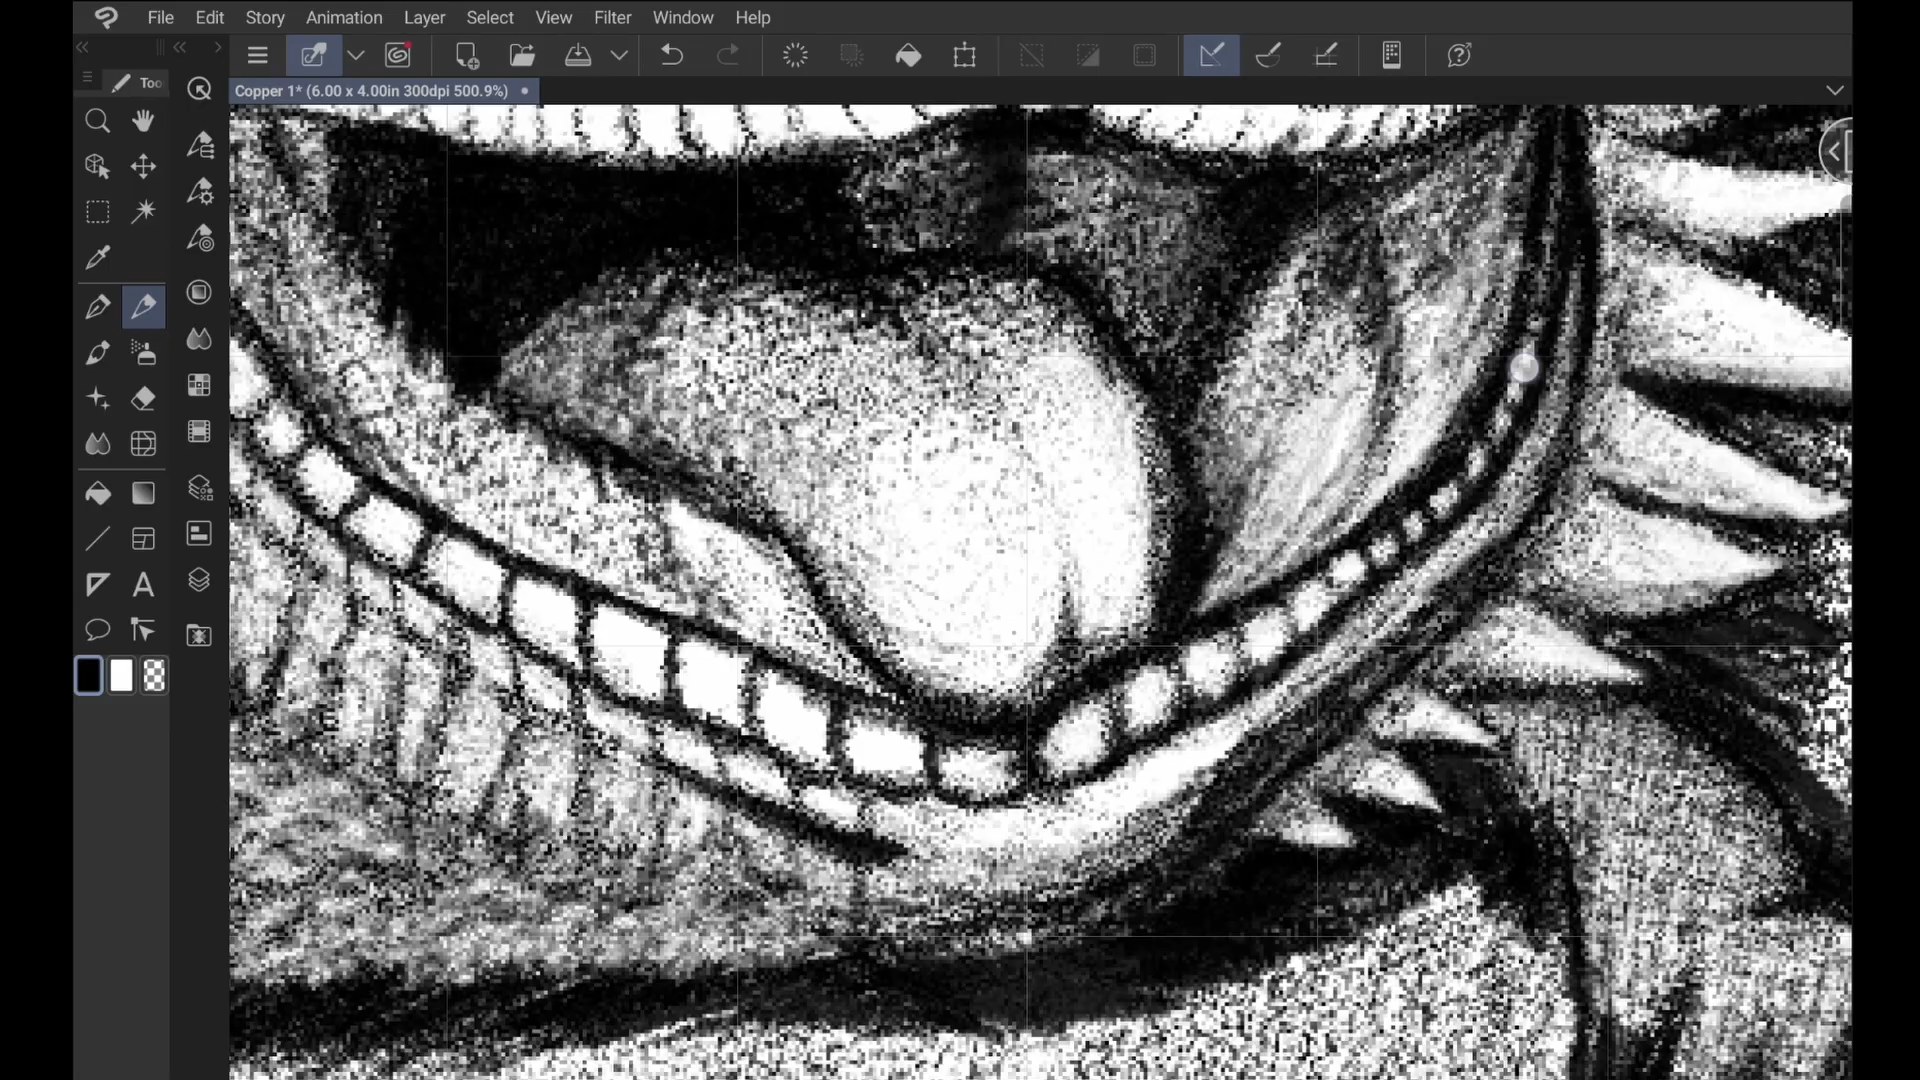 File Edit Story Animation Layer Select View Filter Window Help
Too
Copper 1* (6.00 x 4.00in 300dpi 500.9%)